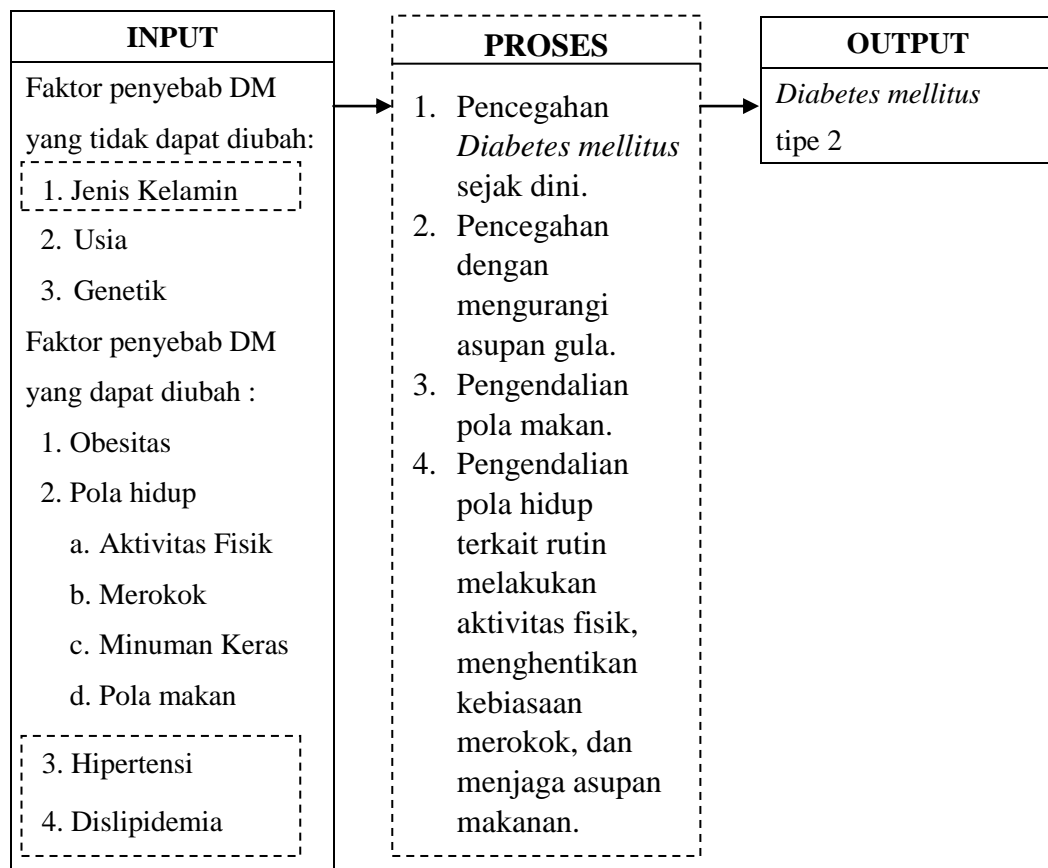 INPUT
Faktor penyebab DM
yang tidak dapat diubah:
1. Jenis Kelamin
2. Usia
3. Genetik
Faktor penyebab DM
yang dapat diubah :
1. Obesitas
2. Pola hidup
a. Aktivitas Fisik
b. Merokok
c. Minuman Keras
d. Pola makan
3. Hipertensi
4. Dislipidemia
PROSES
1. Pencegahan
Diabetes mellitus
sejak dini.
2. Pencegahan
dengan
mengurangi
asupan gula.
3. Pengendalian
pola makan.
4. Pengendalian
pola hidup
terkait rutin
melakukan
aktivitas fisik,
menghentikan
kebiasaan
merokok, dan
menjaga asupan
makanan.
OUTPUT
Diabetes mellitus
tipe 2